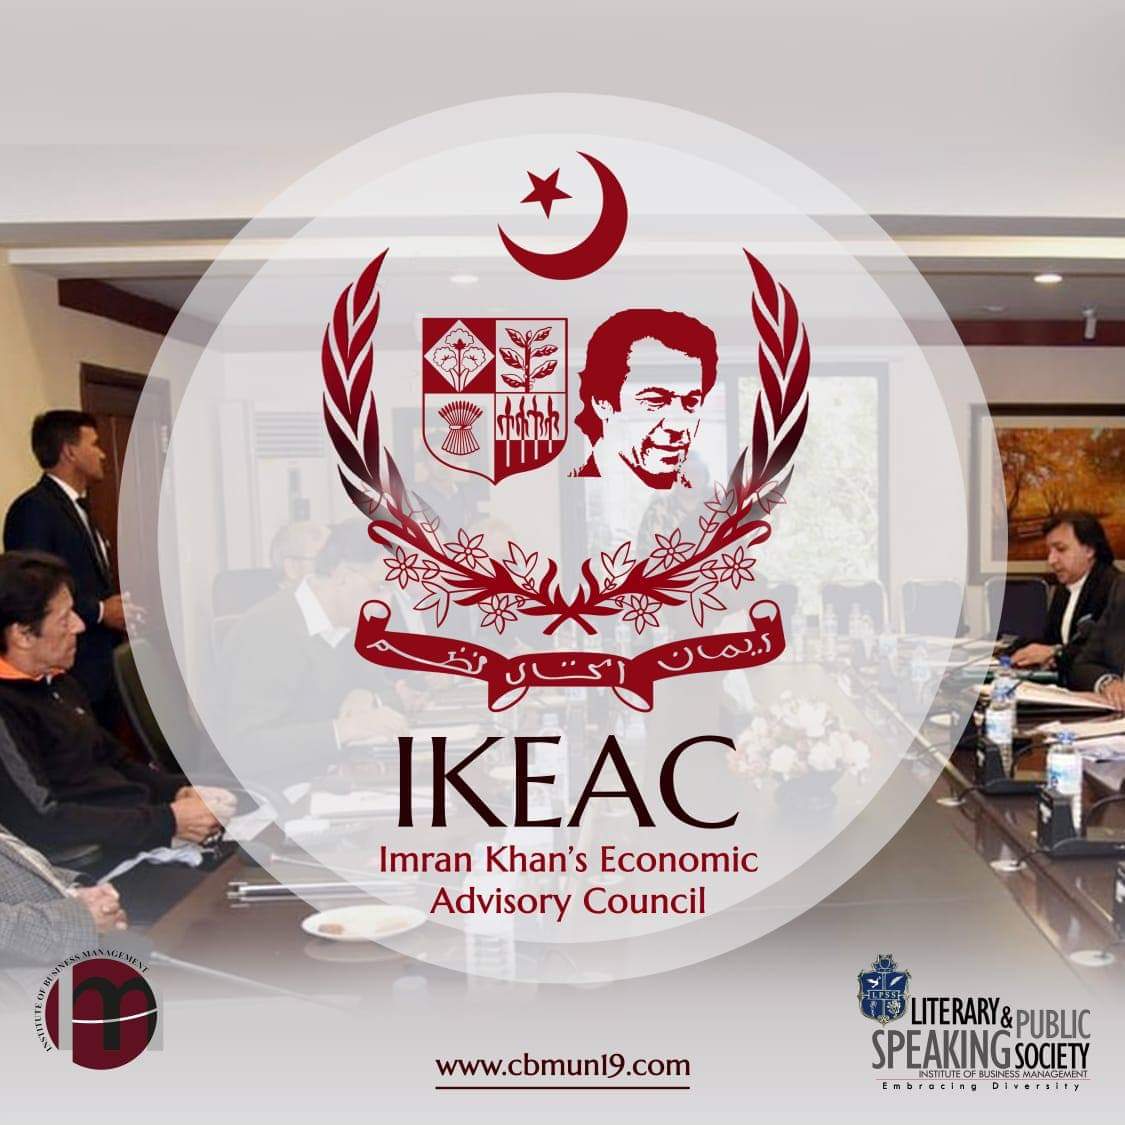 ایمان اتحاد نظم
IKEAC
Imran Khan's Economic
Advisory Council
INSTITUTE OF BUSINESS MANAGEMENT
www.cbmun19.com
LPSS
LITERARY & PUBLIC
SPEAKING SOCIETY
INSTITUTE OF BUSINESS MANAGEMENT
Embracing Diversity